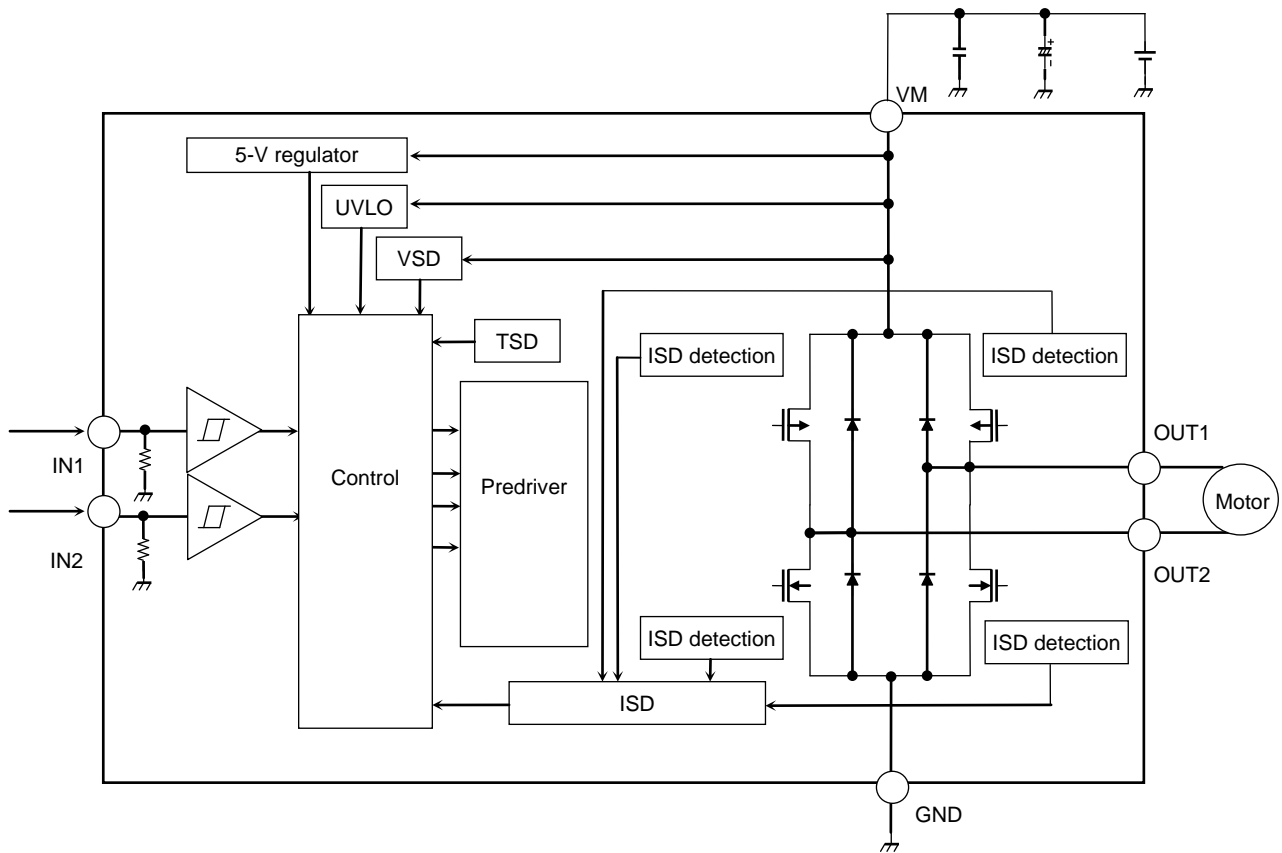 VM
5-V regulator
UVLO
VSD
TSD
ISD detection
ISD detection
IN1
Control
Predriver
OUT1
Motor
IN2
OUT2
ISD detection
ISD detection
ISD
GND
+
-